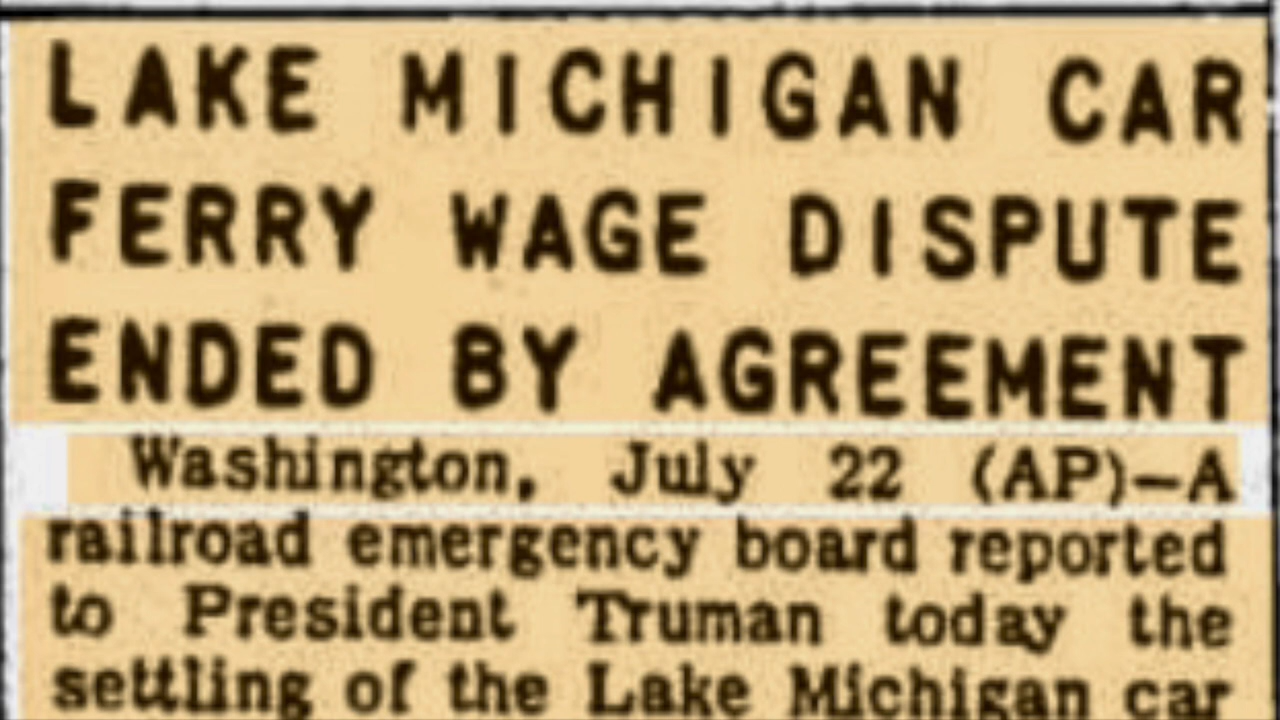 LAKE MICHIGAN CAR
FERRY WAGE DISPUTE
ENDED BY AGREEMENT
Washington, July 22 (AP)—A
railroad emergency board reported
to President Truman today the
settling of the Lake Michigan car